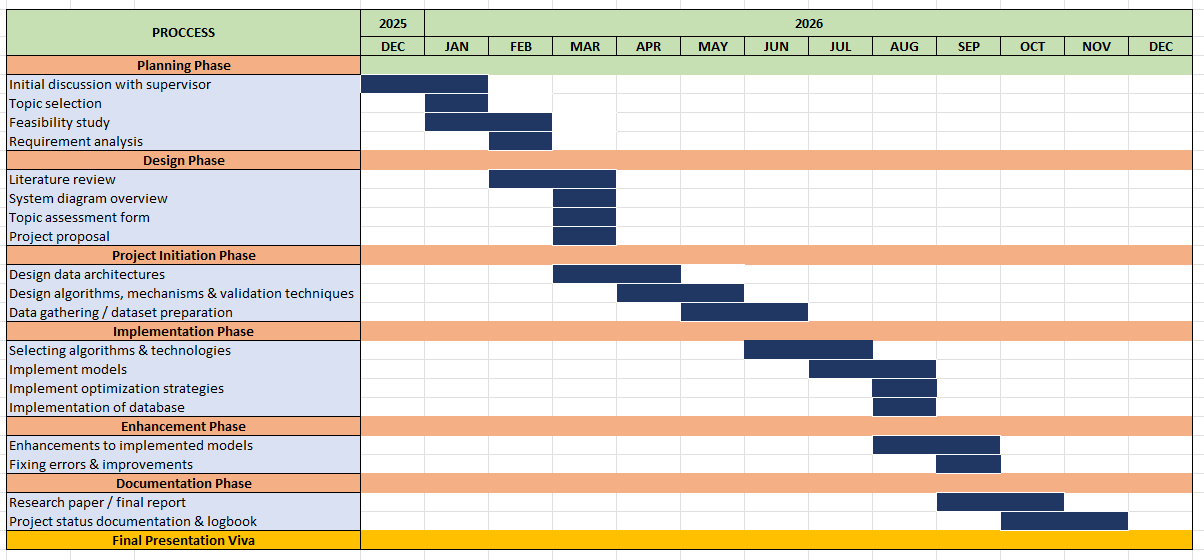 PROCCESS
2025
2026
DEC JAN FEB MAR APR MAY JUN JUL AUG SEP OCT NOV DEC
Planning Phase
Initial discussion with supervisor
Topic selection
Feasibility study
Requirement analysis
Design Phase
Literature review
System diagram overview
Topic assessment form
Project proposal
Project Initiation Phase
Design data architectures
Design algorithms, mechanisms & validation techniques
Data gathering / dataset preparation
Implementation Phase
Selecting algorithms & technologies
Implement models
Implement optimization strategies
Implementation of database
Enhancement Phase
Enhancements to implemented models
Fixing errors & improvements
Documentation Phase
Research paper / final report
Project status documentation & logbook
Final Presentation Viva